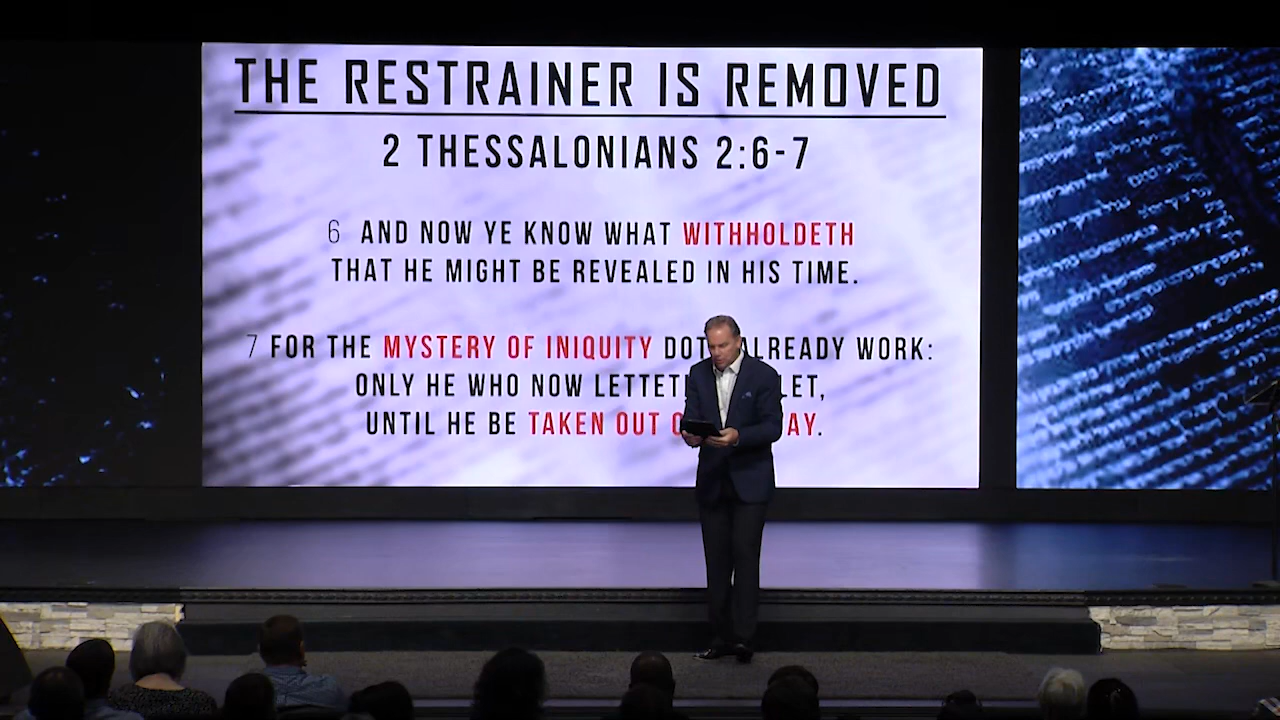 THE RESTRAINER IS REMOVED
2 THESSALONIANS 2:6-7
6 AND NOW YE KNOW WHAT WITHHOLDETH
THAT HE MIGHT BE REVEALED IN HIS TIME.
7 FOR THE MYSTERY OF INIQUITY ALREADY WORK:
ONLY HE WHO NOW
UNTIL HE BE TAKEN OUT